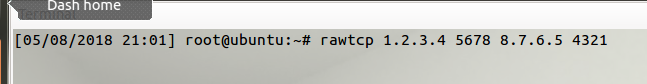 Dash home
Terminal
[05/08/2018 21:01] root@ubuntu:~# rawtcp 1.2.3.4 5678 8.7.6.5 4321